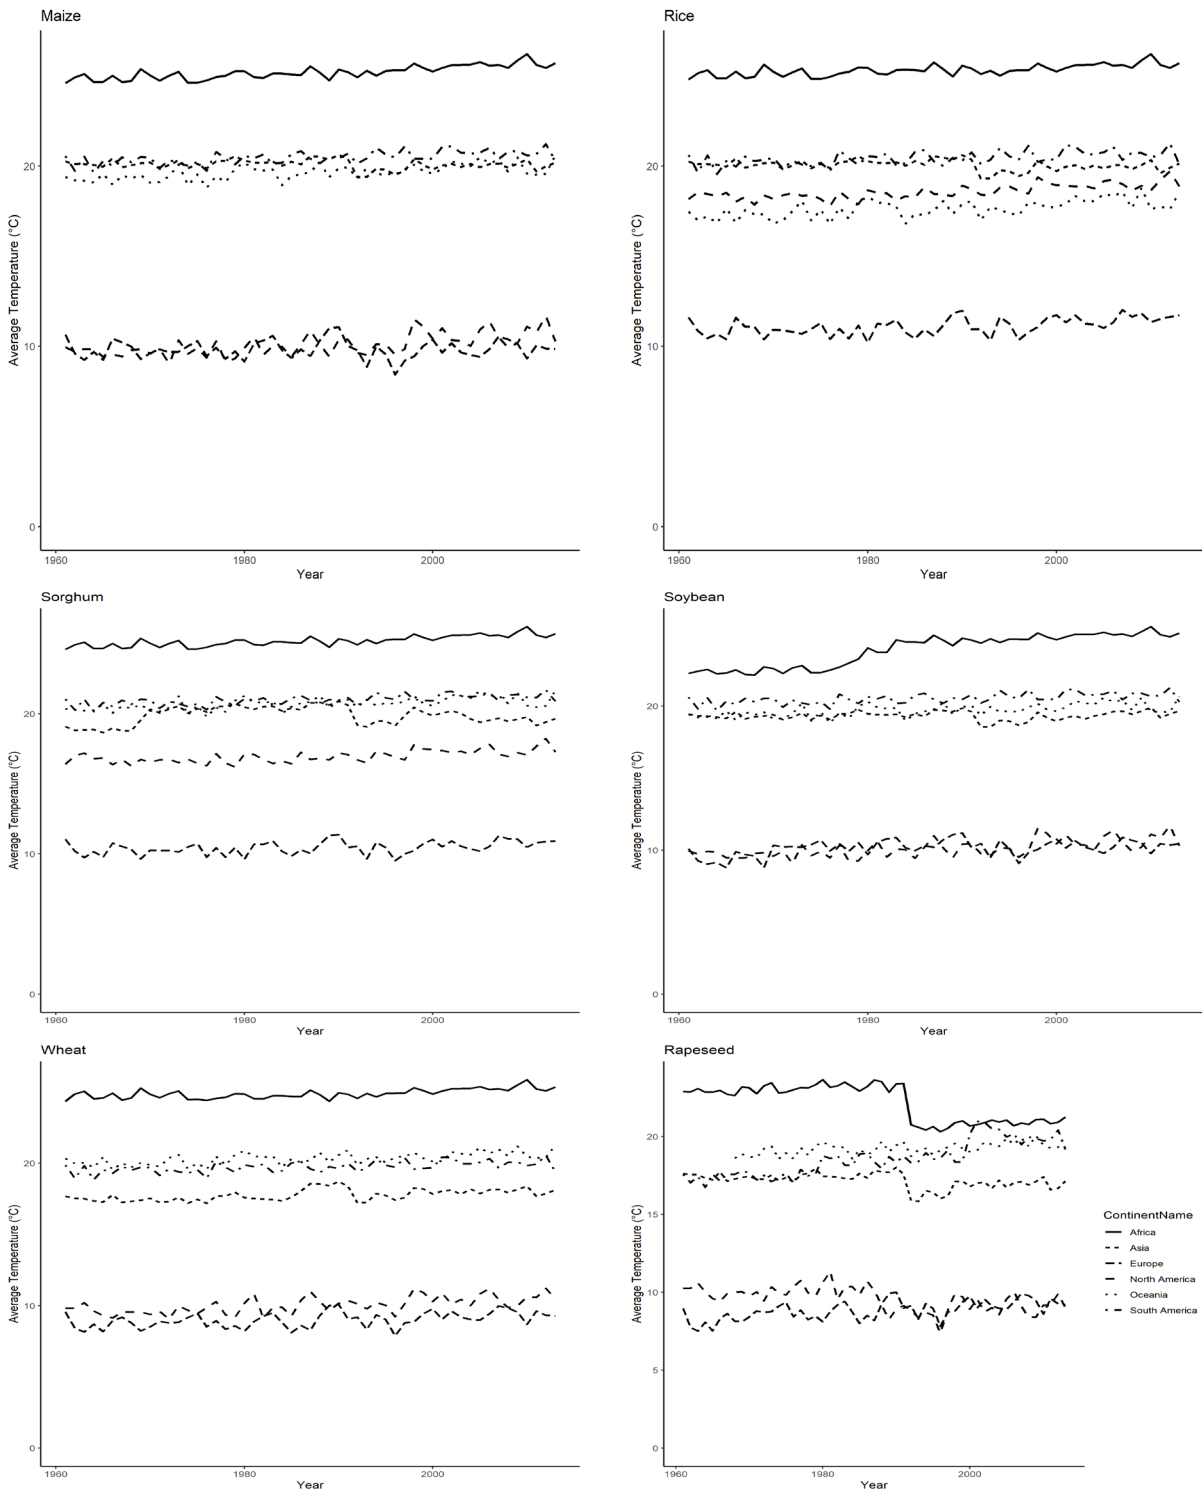 Maize
Average Temperature (°C)
20
10
0
1960
1980
2000
Year
Rice
Average Temperature (°C)
20
10
0
1960
1980
2000
Year
Sorghum
Average Temperature (°C)
20
10
0
1960
1980
2000
Year
Soybean
Average Temperature (°C)
20
10
0
1960
1980
2000
Year
Wheat
Average Temperature (°C)
20
10
0
1960
1980
2000
Year
Rapeseed
Average Temperature (°C)
20
15
10
5
0
1960
1980
2000
Year
ContinentName
Africa
Asia
Europe
North America
Oceania
South America